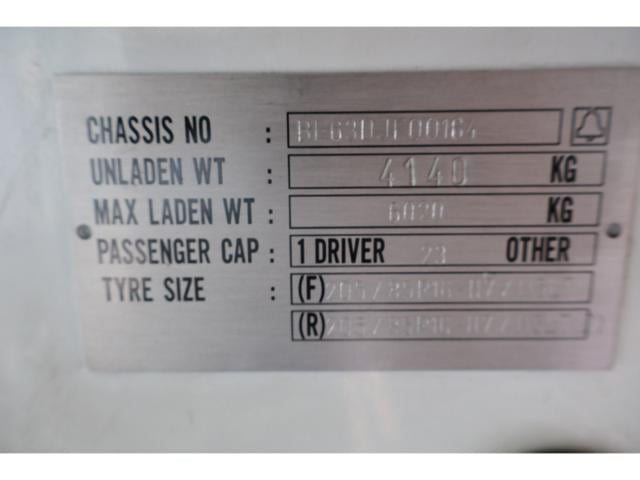 CHASSIS NO :
UNLADEN WT : 4140 KG
MAX LADEN WT : 6020 KG
PASSENGER CAP : 1 DRIVER 23 OTHER
TYRE SIZE : (F)
(R)